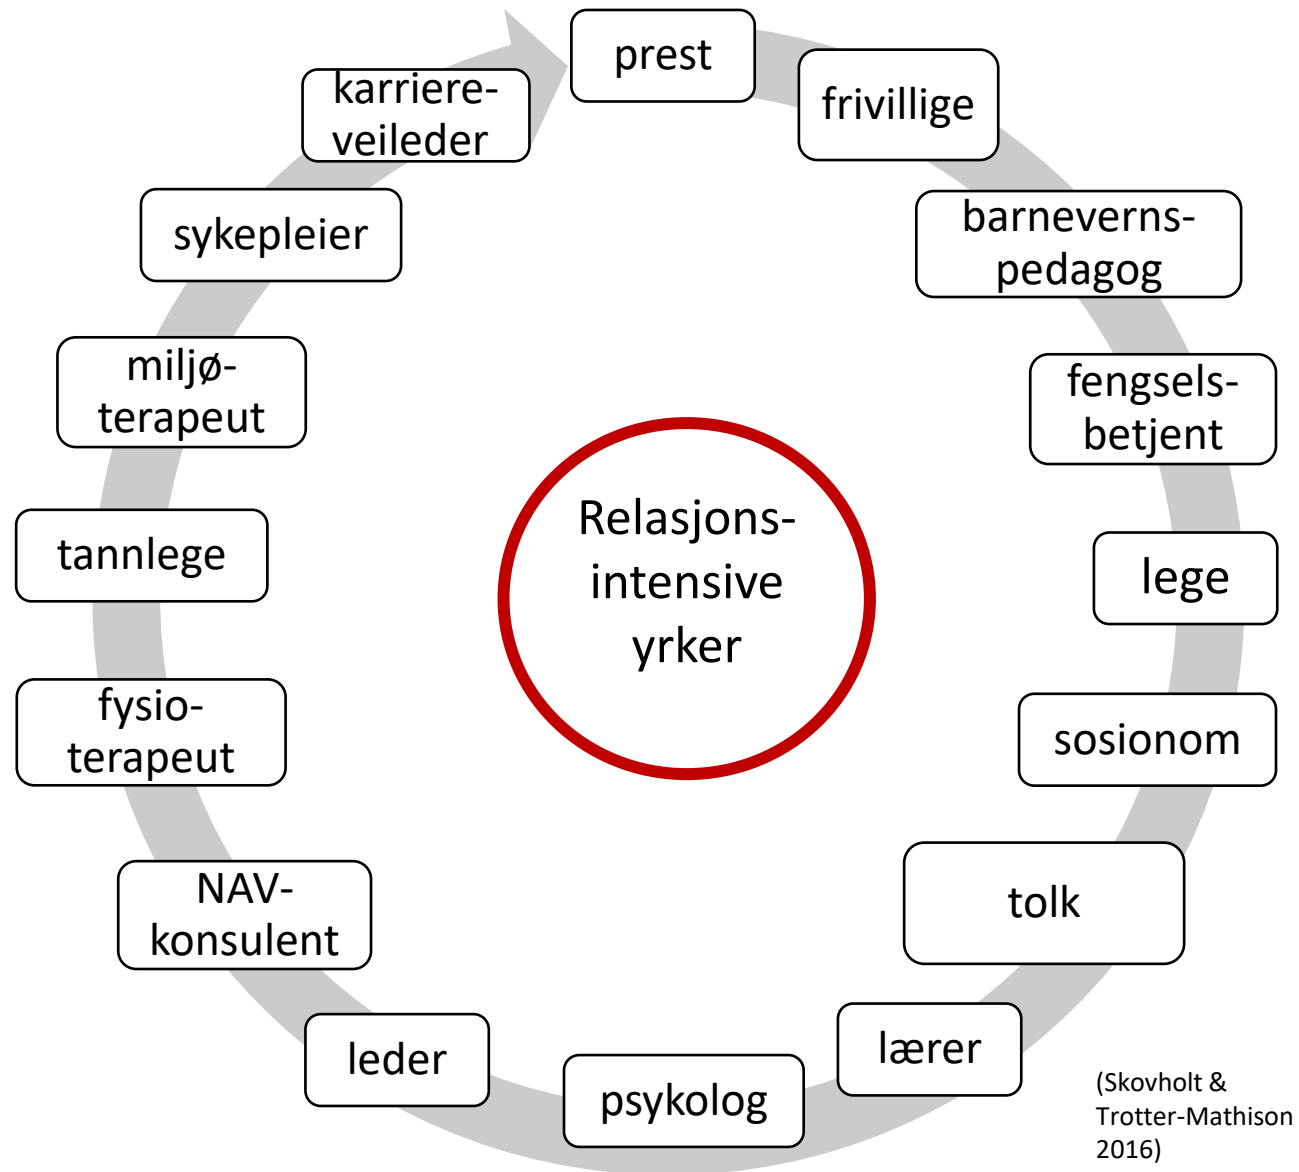 prest
frivillige
barneverns-
pedagog
fengsels-
betjent
lege
sosionom
tolk
lærer
psykolog
leder
NAV-
konsulent
fysio-
terapeut
tannlege
miljø-
terapeut
sykepleier
karriere-
veileder
Relasjons-
intensive
yrker
(Skovholt &
Trotter-Mathison
2016)